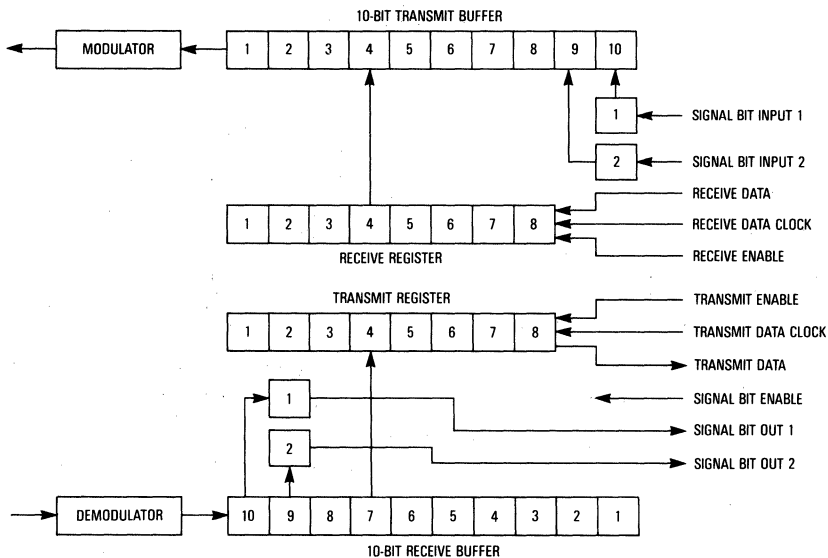 10-BIT TRANSMIT BUFFER
MODULATOR
1 2 3 4 5 6 7 8 9 10
1 SIGNAL BIT INPUT 1
2 SIGNAL BIT INPUT 2
RECEIVE DATA
1 2 3 4 5 6 7 8
RECEIVE DATA CLOCK
RECEIVE REGISTER
RECEIVE ENABLE
TRANSMIT REGISTER
TRANSMIT ENABLE
1 2 3 4 5 6 7 8
TRANSMIT DATA CLOCK
TRANSMIT DATA
1
SIGNAL BIT ENABLE
SIGNAL BIT OUT 1
2
SIGNAL BIT OUT 2
DEMODULATOR
10 9 8 7 6 5 4 3 2 1
10-BIT RECEIVE BUFFER